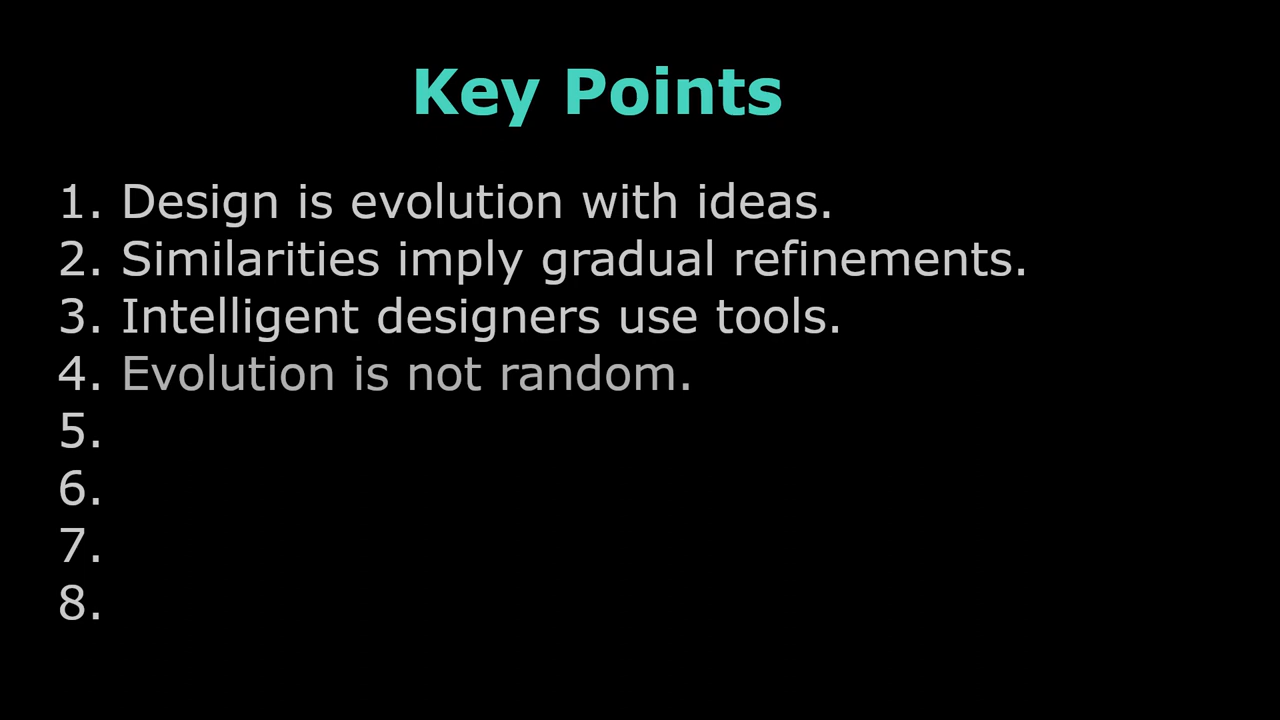 Key Points
1. Design is evolution with ideas.
2. Similarities imply gradual refinements.
3. Intelligent designers use tools.
4. Evolution is not random.
5.
6.
7.
8.